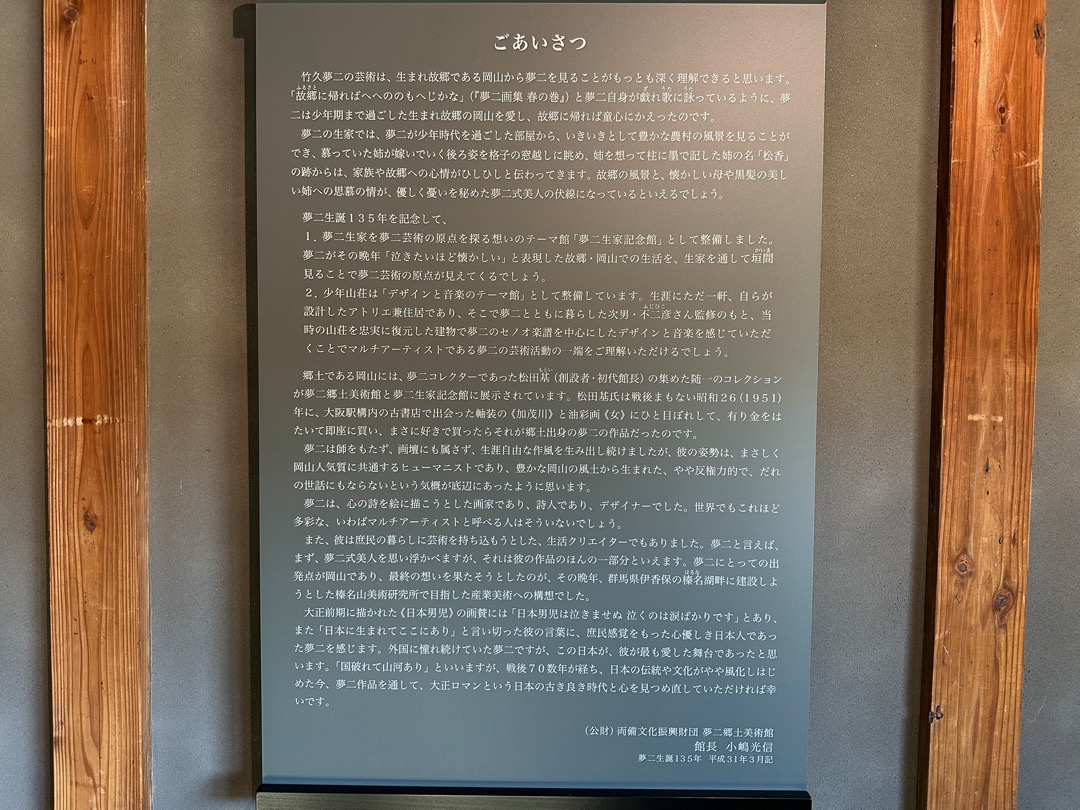 ごあいさつ
竹久夢二の芸術は、生まれ故郷である岡山から夢二を見ることがもっとも深く理解できると思います。
「故郷に帰ればへへののもへじかな」(『夢二画集 春の巻』)と夢二自身が戯れ歌に詠っているように、夢
二は少年期まで過ごした生まれ故郷の岡山を愛し、故郷に帰れば童心にかえったのです。
夢二の生家では、夢二が少年時代を過ごした部屋から、いきいきとして豊かな農村の風景を見ることが
でき、慕っていた姉が嫁いでいく後ろ姿を格子の窓越しに眺め、姉を想って柱に墨で記した姉の名「松香」
の跡からは、家族や故郷への心情がひしひしと伝わってきます。故郷の風景と、懐かしい母や黒髪の美し
い姉への思慕の情が、優しく憂いを秘めた夢二式美人の伏線になっているといえるでしょう。
夢二生誕135年を記念して、
1.夢二生家を夢二芸術の原点を探る想いのテーマ館「夢二生家記念館」として整備しました。
夢二がその晩年「泣きたいほど懐かしい」と表現した故郷・岡山での生活を、生家を通して垣間
見ることで夢二芸術の原点が見えてくるでしょう。
2.少年山荘は「デザインと音楽のテーマ館」として整備しています。生涯にただ一軒、自らが
設計したアトリエ兼住居であり、そこで夢二とともに暮らした次男・不二彦さん監修のもと、当
時の山荘を忠実に復元した建物で夢二のセノオ楽譜を中心にしたデザインと音楽を感じていただ
くことでマルチアーティストである夢二の芸術活動の一端をご理解いただけるでしょう。
郷土である岡山には、夢二コレクターであった松田基(創設者・初代館長)の集めた随一のコレクション
が夢二郷土美術館と夢二生家記念館に展示されています。松田基氏は戦後まもない昭和26(1951)
年に、大阪駅構内の古書店で出会った軸装の《加茂川》と油彩画《女》にひと目ぼれして、有り金をは
たいて即座に買い、まさに好きで買ったらそれが郷土出身の夢二の作品だったのです。
夢二は師をもたず、画壇にも属さず、生涯自由な作風を生み出し続けましたが、彼の姿勢は、まさしく
岡山人気質に共通するヒューマニストであり、豊かな岡山の風土から生まれた、やや反権力的で、だれ
の世話にもならないという気概が底辺にあったように思います。
夢二は、心の詩を絵に描こうとした画家であり、詩人であり、デザイナーでした。世界でもこれほど
多彩な、いわばマルチアーティストと呼べる人はそういないでしょう。
また、彼は庶民の暮らしに芸術を持ち込もうとした、生活クリエイターでもありました。夢二と言えば、
まず、夢二式美人を思い浮かべますが、それは彼の作品のほんの一部分といえます。夢二にとっての出
発点が岡山であり、最終の想いを果たそうとしたのが、その晩年、群馬県伊香保の榛名湖畔に建設しよ
うとした榛名山美術研究所で目指した産業美術への構想でした。
大正前期に描かれた《日本男児》の画賛には「日本男児は泣きませぬ 泣くのは涙ばかりです」とあり、
また「日本に生まれてここにあり」と言い切った彼の言葉に、庶民感覚をもった心優しき日本人であっ
た夢二を感じます。外国に憧れ続けていた夢二ですが、この日本が、彼が最も愛した舞台であったと思
います。「国破れて山河あり」といいますが、戦後70数年が経ち、日本の伝統や文化がやや風化しはじ
めた今、夢二作品を通して、大正ロマンという日本の古き良き時代と心を見つめ直していただければ幸
いです。
(公財)両備文化振興財団 夢二郷土美術館
館長 小嶋光信
夢二生誕135年 平成31年3月記